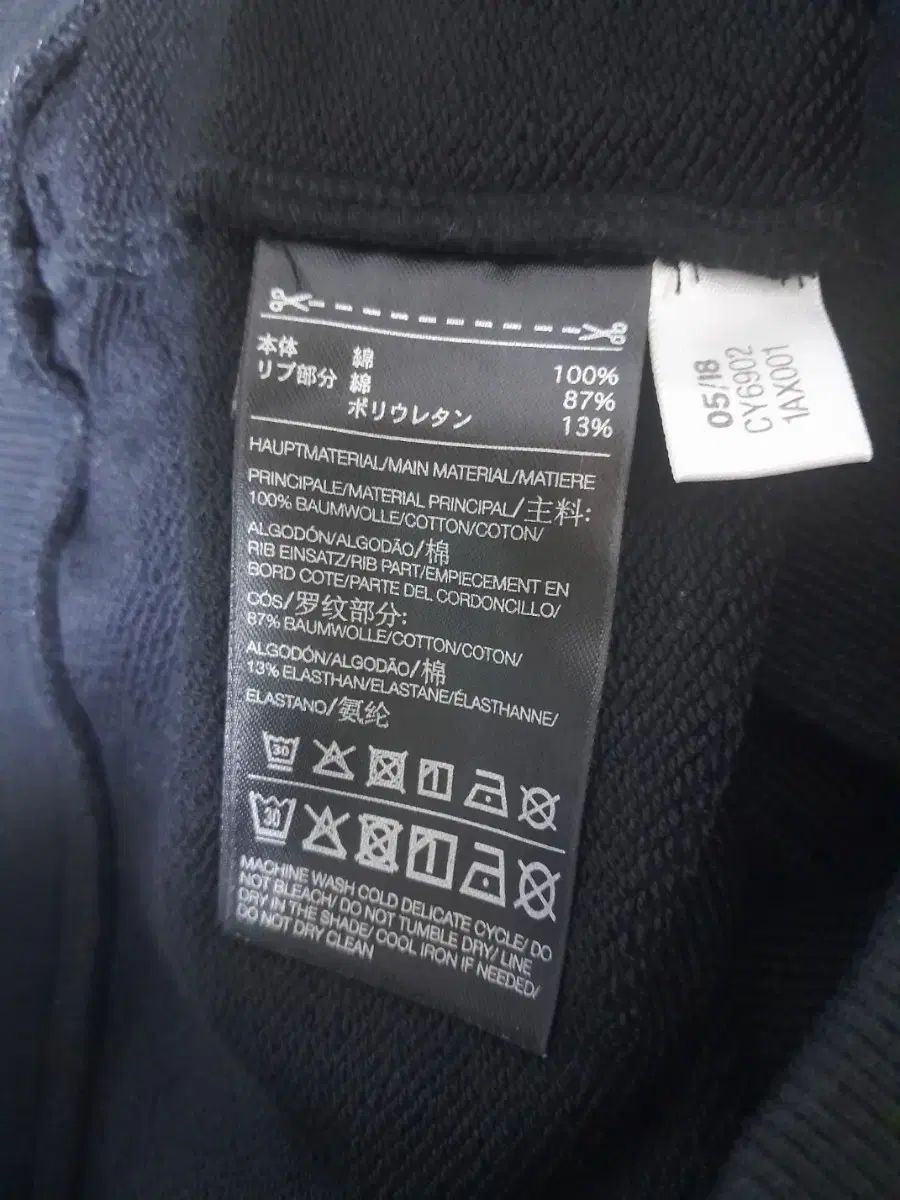 本体 綿 100%
リブ部分 綿 87%
ポリウレタン 13%
HAUPTMATERIAL/MAIN MATERIAL/MATIERE
PRINCIPALE/MATERIAL PRINCIPAL/主料:
100% BAUMWOLLE/COTTON/COTON/
ALGODÓN/ALGODÃO/棉
RIB EINSATZ/RIB PART/EMPIECEMENT EN
BORD COTE/PARTE DEL CORDONCILLO/
CÓS/罗纹部分:
87% BAUMWOLLE/COTTON/COTON/
ALGODÓN/ALGODÃO/棉
13% ELASTHAN/ELASTANE/ÉLASTHANNE/
ELASTANO/氨纶
30
30
MACHINE WASH COLD DELICATE CYCLE/ DO
NOT BLEACH/ DO NOT TUMBLE DRY/ LINE
DRY IN THE SHADE/ COOL IRON IF NEEDED/
DO NOT DRY CLEAN
05/18
CY6902
1AX001